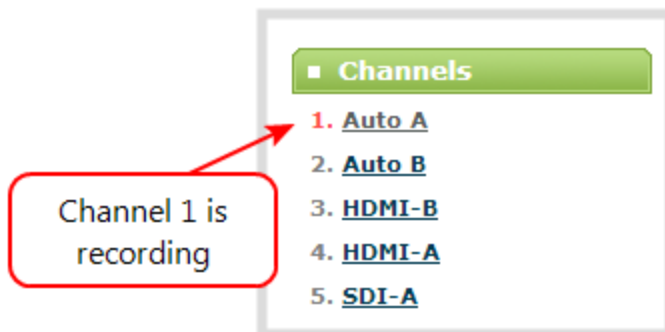 Channels
1. Auto A
2. Auto B
3. HDMI-B
4. HDMI-A
5. SDI-A
Channel 1 is
recording